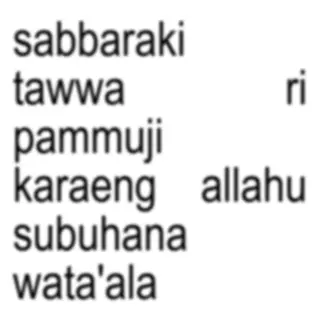 sabbaraki
tawwa ri
pammuji
karaeng allahu
subuhana
wata'ala